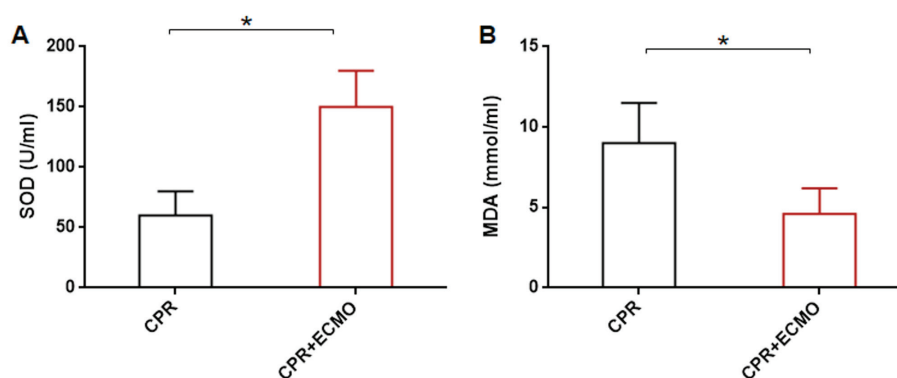 A
*
SOD (U/ml)
200
150
100
50
0
CPR
CPR+ECMO
B
*
MDA (mmol/ml)
15
10
5
0
CPR
CPR+ECMO